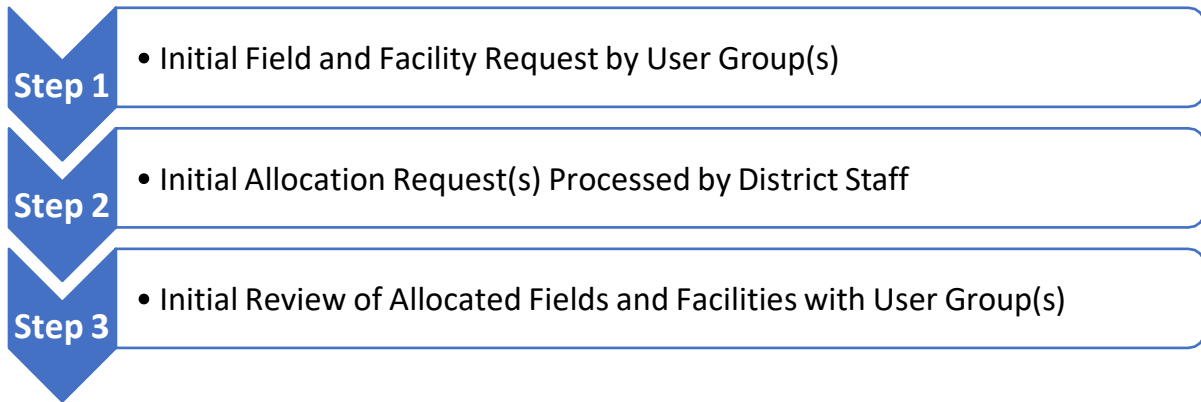 Step 1
• Initial Field and Facility Request by User Group(s)
Step 2
• Initial Allocation Request(s) Processed by District Staff
Step 3
• Initial Review of Allocated Fields and Facilities with User Group(s)